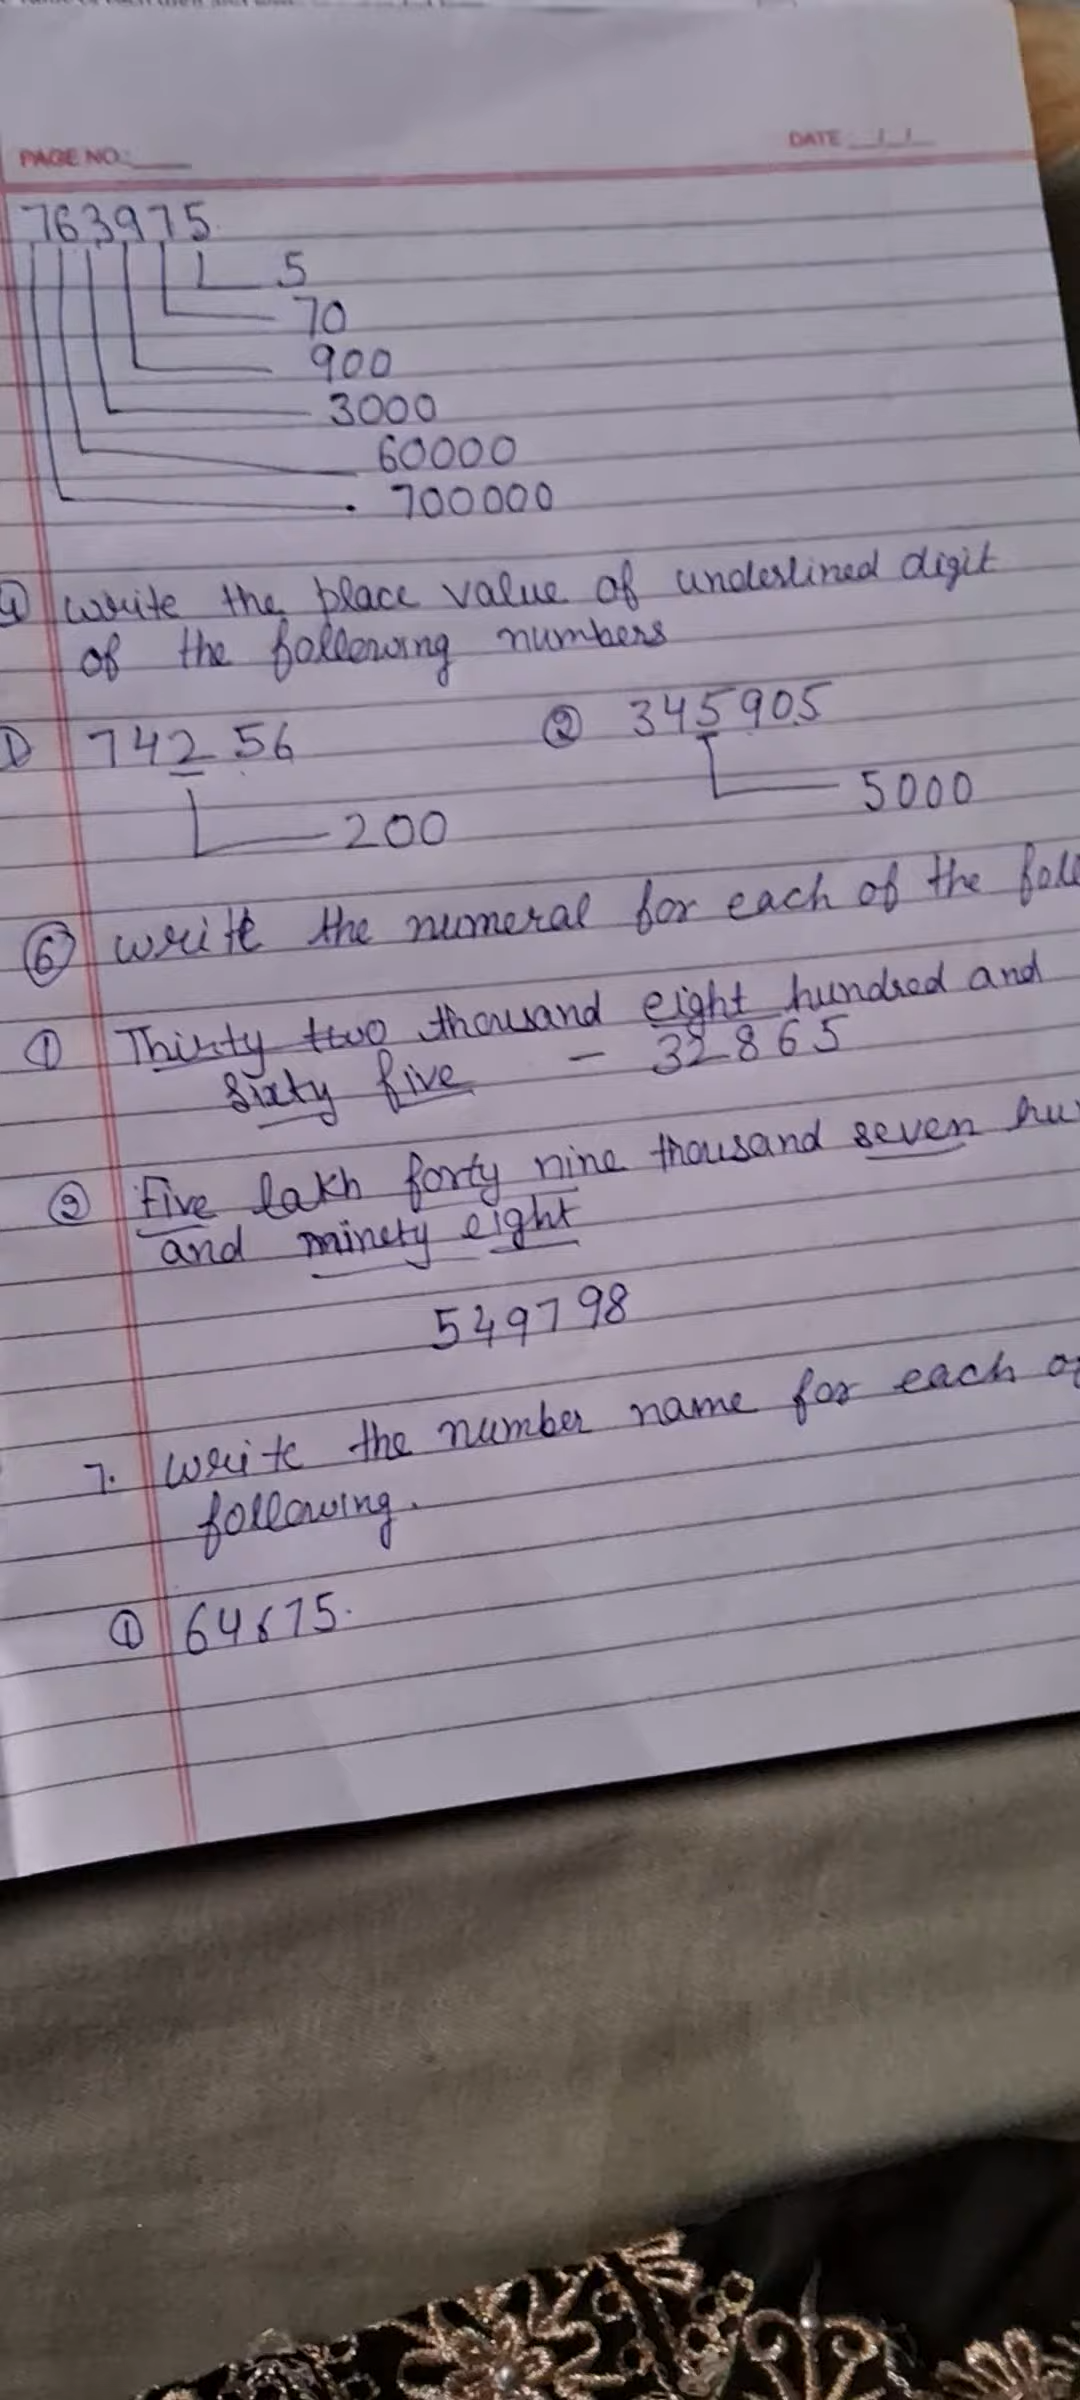 PAGE NO.:
DATE / /
763975
5
70
900
3000
60000
700000
write the place value of underlined digit
of the following numbers
① 74256 ② 345905
200 5000
⑥ write the numeral for each of the
① Thirty two thousand eight hundred and
sixty five - 32865
② Five lakh forty nine thousand seven
and ninety eight
549798
7. write the number name for each
following.
① 64675.